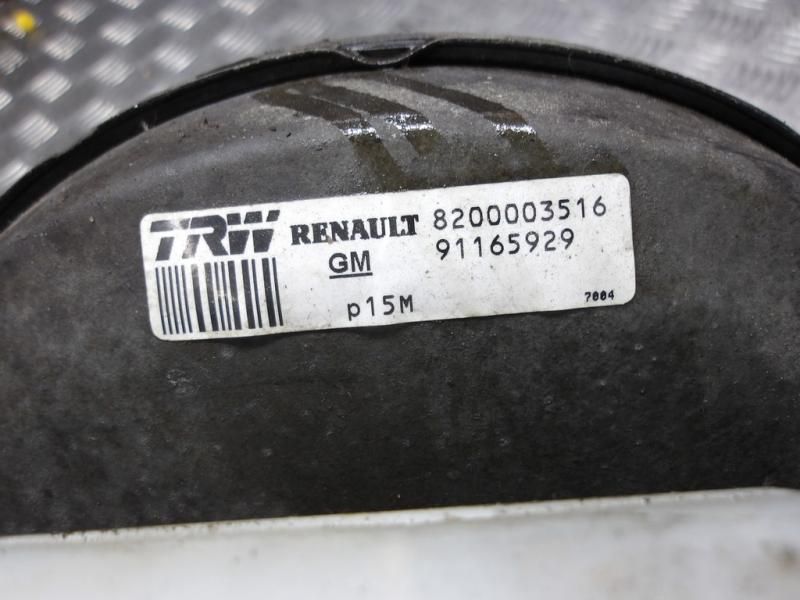 TRW RENAULT 8200003516
GM 91165929
p15M 7004